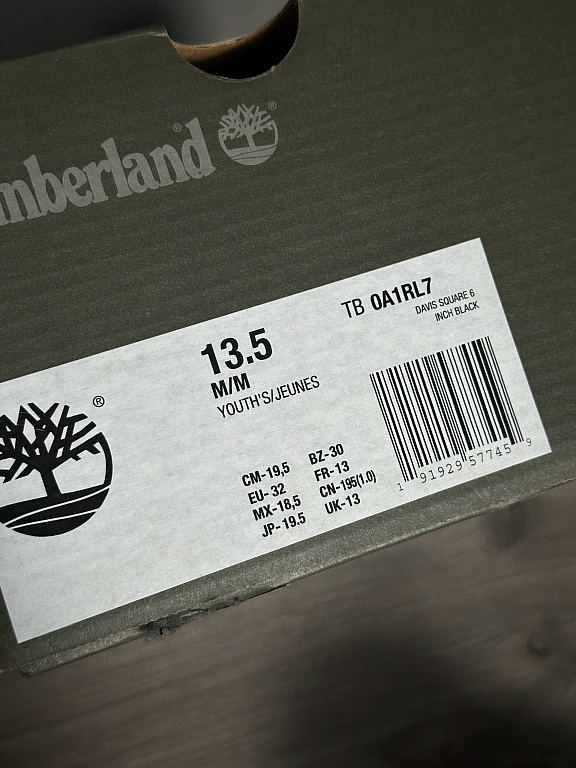 mberland®
®
TB 0A1RL7
DAVIS SQUARE 6
INCH BLACK
13.5
M/M
YOUTH'S/JEUNES
®
CM-19,5 BZ-30
EU- 32 FR-13
MX-18,5 CN-195(1.0)
JP- 19.5 UK-13
1 91929 57745 9